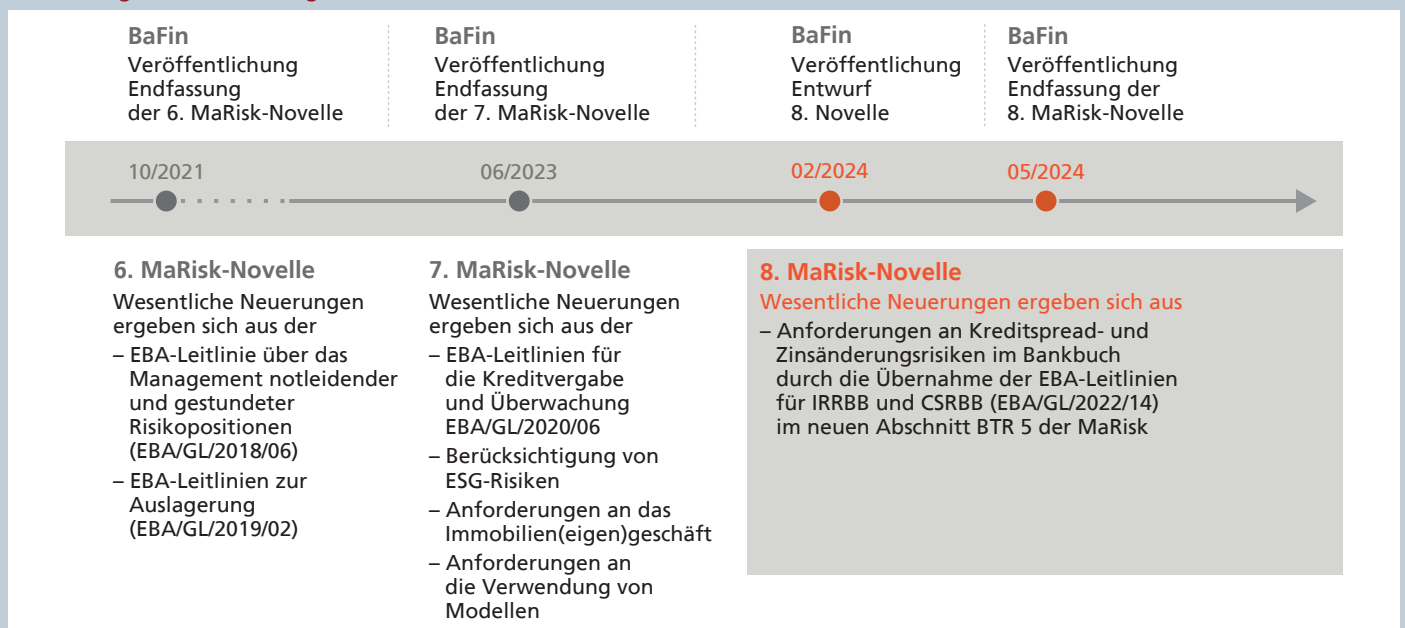 BaFin
Veröffentlichung
Endfassung
der 6. MaRisk-Novelle
BaFin
Veröffentlichung
Endfassung
der 7. MaRisk-Novelle
BaFin
Veröffentlichung
Entwurf
8. Novelle
BaFin
Veröffentlichung
Endfassung der
8. MaRisk-Novelle
10/2021
06/2023
02/2024
05/2024
6. MaRisk-Novelle
Wesentliche Neuerungen
ergeben sich aus der
– EBA-Leitlinie über das
Management notleidender
und gestundeter
Risikopositionen
(EBA/GL/2018/06)
– EBA-Leitlinien zur
Auslagerung
(EBA/GL/2019/02)
7. MaRisk-Novelle
Wesentliche Neuerungen
ergeben sich aus der
– EBA-Leitlinien für
die Kreditvergabe
und Überwachung
EBA/GL/2020/06
– Berücksichtigung von
ESG-Risiken
– Anforderungen an das
Immobilien(eigen)geschäft
– Anforderungen an
die Verwendung von
Modellen
8. MaRisk-Novelle
Wesentliche Neuerungen ergeben sich aus
– Anforderungen an Kreditspread- und
Zinsänderungsrisiken im Bankbuch
durch die Übernahme der EBA-Leitlinien
für IRRBB und CSRBB (EBA/GL/2022/14)
im neuen Abschnitt BTR 5 der MaRisk